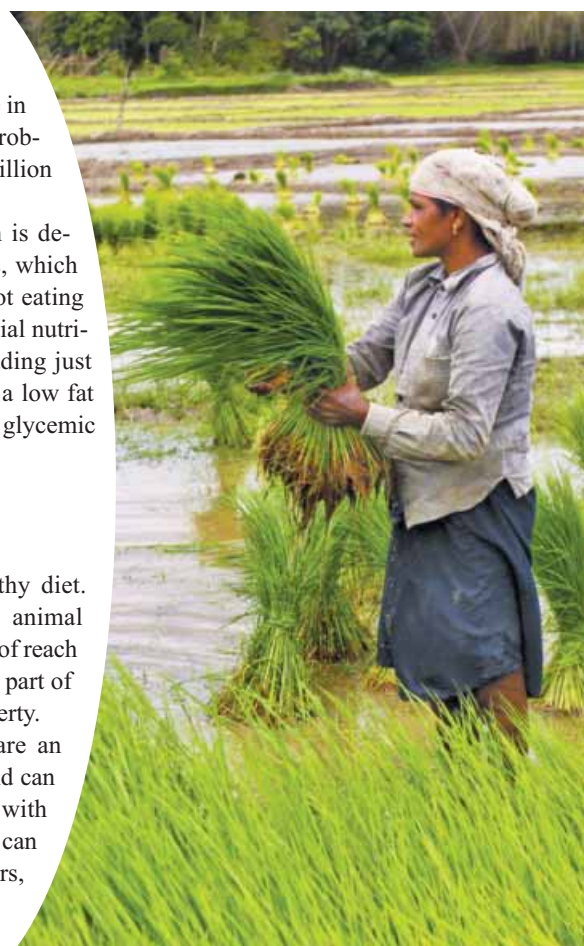 in
rob-
illion
is de-
, which
ot eating
ial nutri-
ding just
a low fat
glycemic
thy diet.
animal
of reach
part of
erty.
are an
d can
with
can
rs,